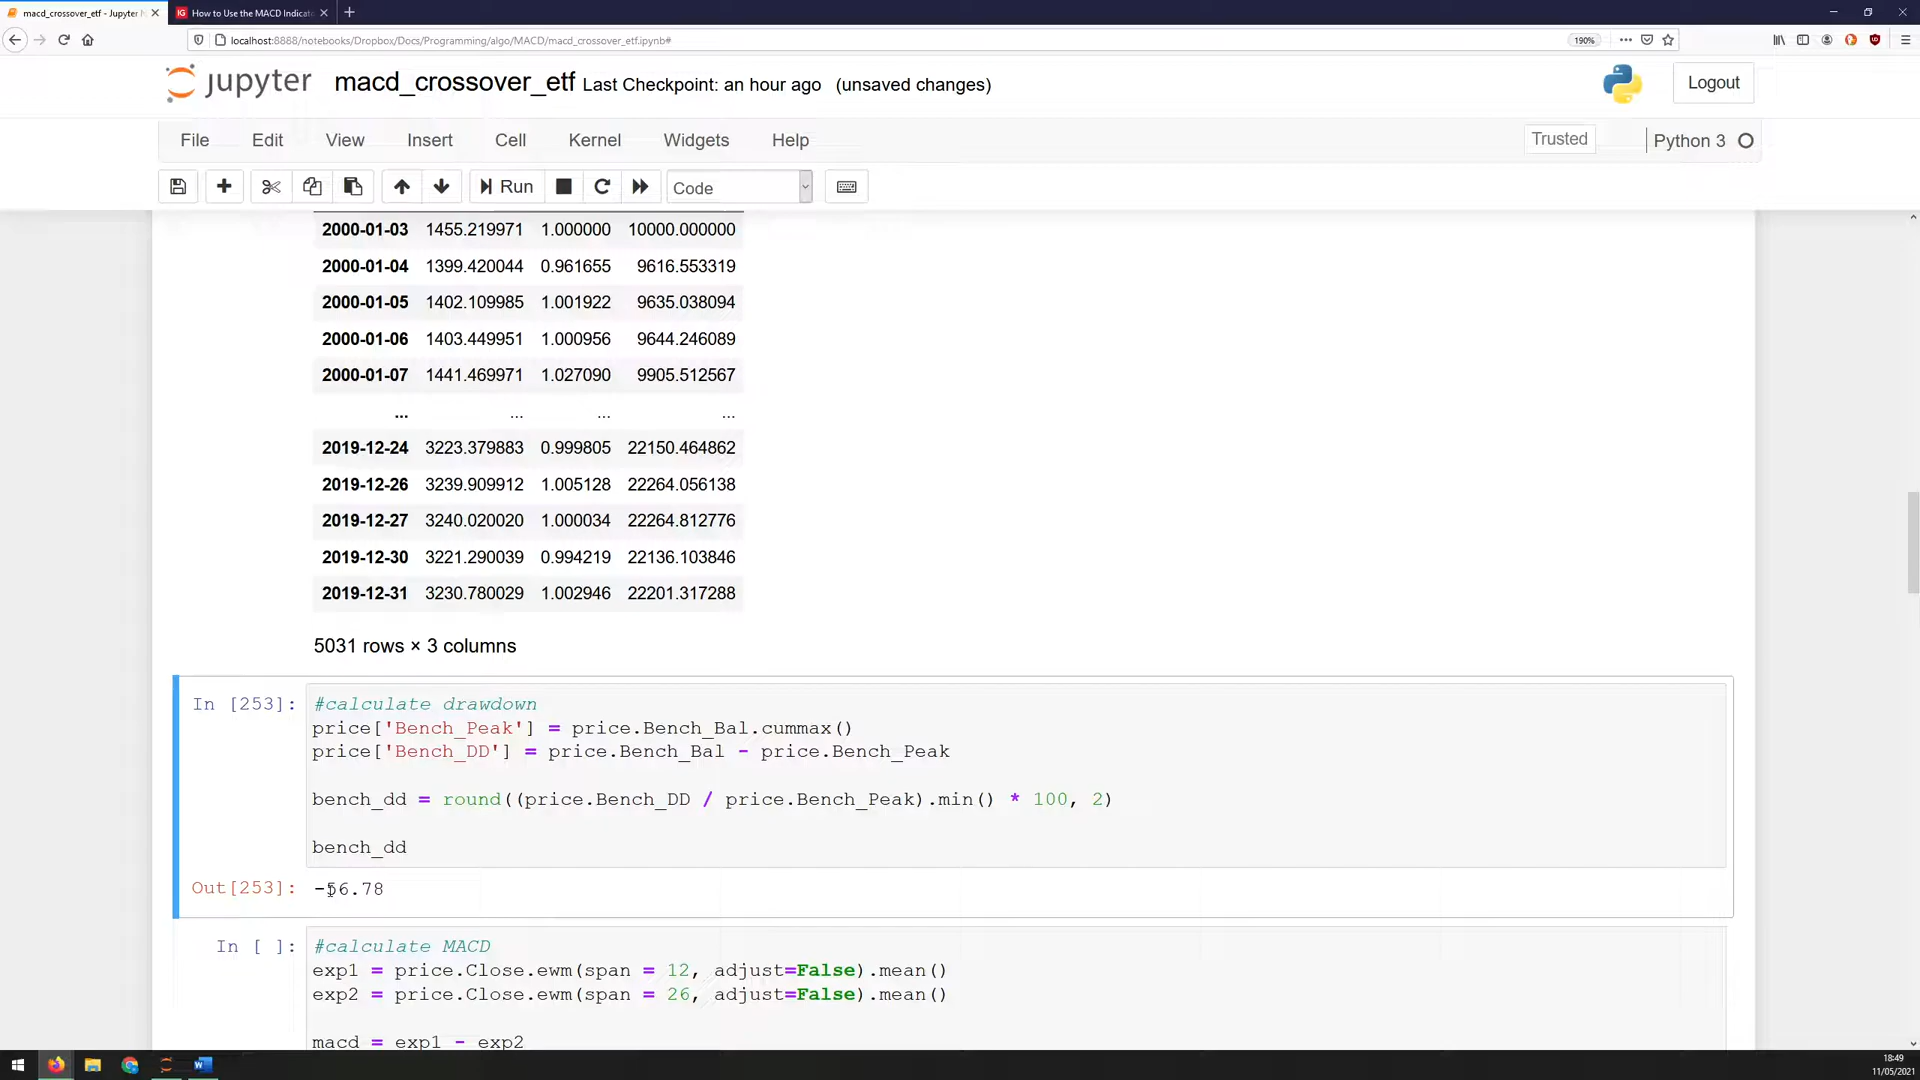 macd_crossover_etf - Jupyter N
How to Use the MACD Indicat
localhost:8888/notebooks/Dropbox/Docs/Programming/algo/MACD/macd_crossover_etf.ipynb#
190%
jupyter macd_crossover_etf Last Checkpoint: an hour ago (unsaved changes)
Logout
File Edit View Insert Cell Kernel Widgets Help
Trusted
Python 3
Run
Code
2000-01-03 1455.219971 1.000000 10000.000000
2000-01-04 1399.420044 0.961655 9616.553319
2000-01-05 1402.109985 1.001922 9635.038094
2000-01-06 1403.449951 1.000956 9644.246089
2000-01-07 1441.469971 1.027090 9905.512567
... ... ... ...
2019-12-24 3223.379883 0.999805 22150.464862
2019-12-26 3239.909912 1.005128 22264.056138
2019-12-27 3240.020020 1.000034 22264.812776
2019-12-30 3221.290039 0.994219 22136.103846
2019-12-31 3230.780029 1.002946 22201.317288
5031 rows × 3 columns
In [253]: #calculate drawdown
price['Bench_Peak'] = price.Bench_Bal.cummax()
price['Bench_DD'] = price.Bench_Bal - price.Bench_Peak
bench_dd = round((price.Bench_DD / price.Bench_Peak).min() * 100, 2)
bench_dd
Out[253]: -56.78
In [ ]: #calculate MACD
exp1 = price.Close.ewm(span = 12, adjust=False).mean()
exp2 = price.Close.ewm(span = 26, adjust=False).mean()
macd = exp1 - exp2
18:49
11/05/2021